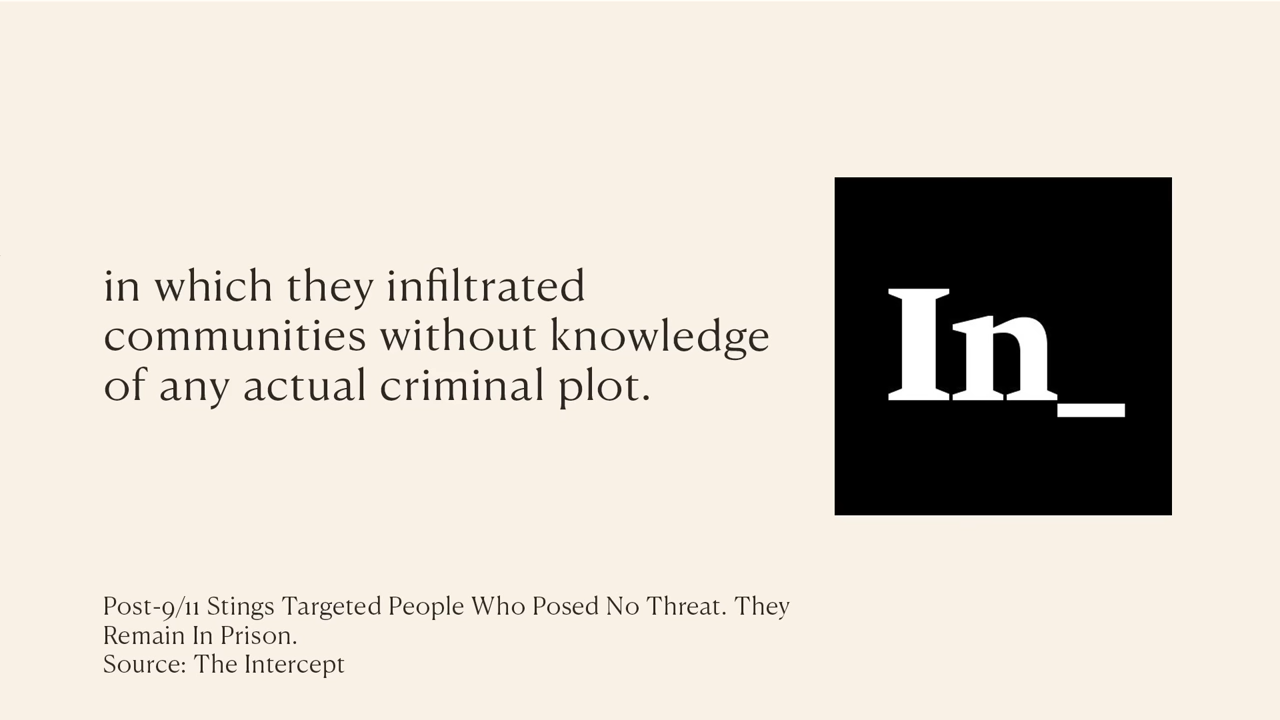 in which they infiltrated
communities without knowledge
of any actual criminal plot.
In_
Post-9/11 Stings Targeted People Who Posed No Threat. They
Remain In Prison.
Source: The Intercept